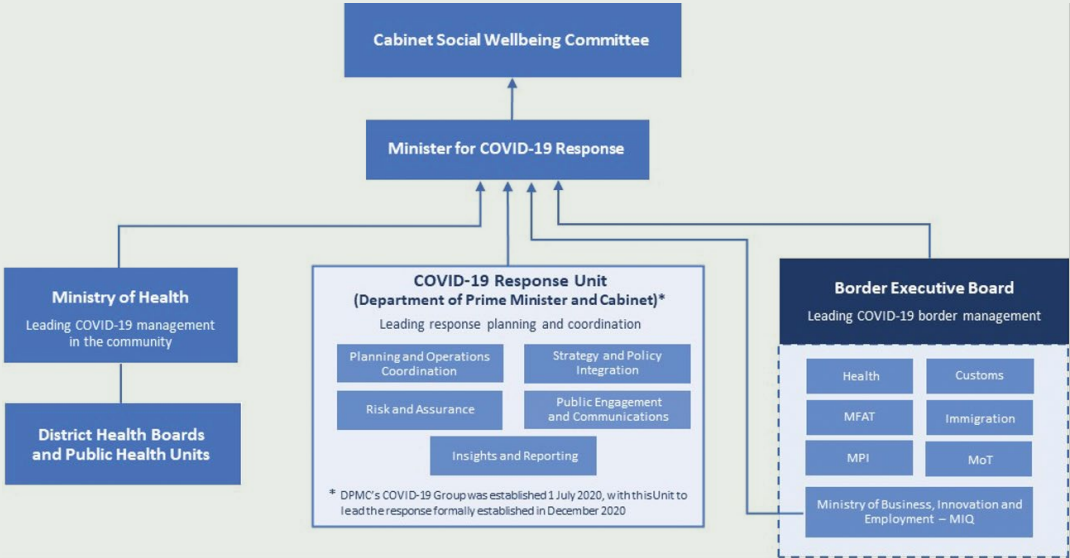 Cabinet Social Wellbeing Committee
Minister for COVID-19 Response
Ministry of Health
Leading COVID-19 management
in the community
District Health Boards
and Public Health Units
COVID-19 Response Unit
(Department of Prime Minister and Cabinet)*
Leading response planning and coordination
Planning and Operations
Coordination
Strategy and Policy
Integration
Risk and Assurance
Public Engagement
and Communications
Insights and Reporting
* DPMC's COVID-19 Group was established 1 July 2020, with this Unit to
lead the response formally established in December 2020
Border Executive Board
Leading COVID-19 border management
Health
Customs
MFAT
Immigration
MPI
MoT
Ministry of Business, Innovation and
Employment – MIQ